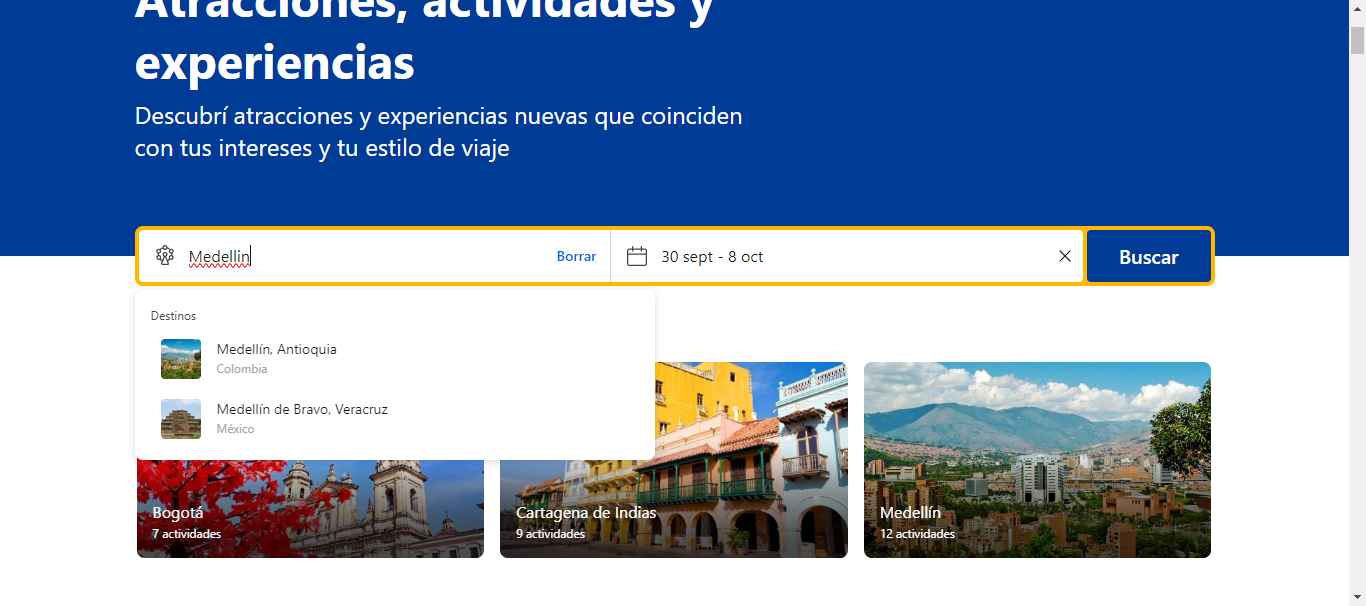 Atracciones, actividades y
experiencias
Descubrí atracciones y experiencias nuevas que coinciden
con tus intereses y tu estilo de viaje
Medellin Borrar 30 sept - 8 oct Buscar
Destinos
Medellín, Antioquia
Colombia
Medellín de Bravo, Veracruz
México
Bogotá
7 actividades
Cartagena de Indias
9 actividades
Medellín
12 actividades